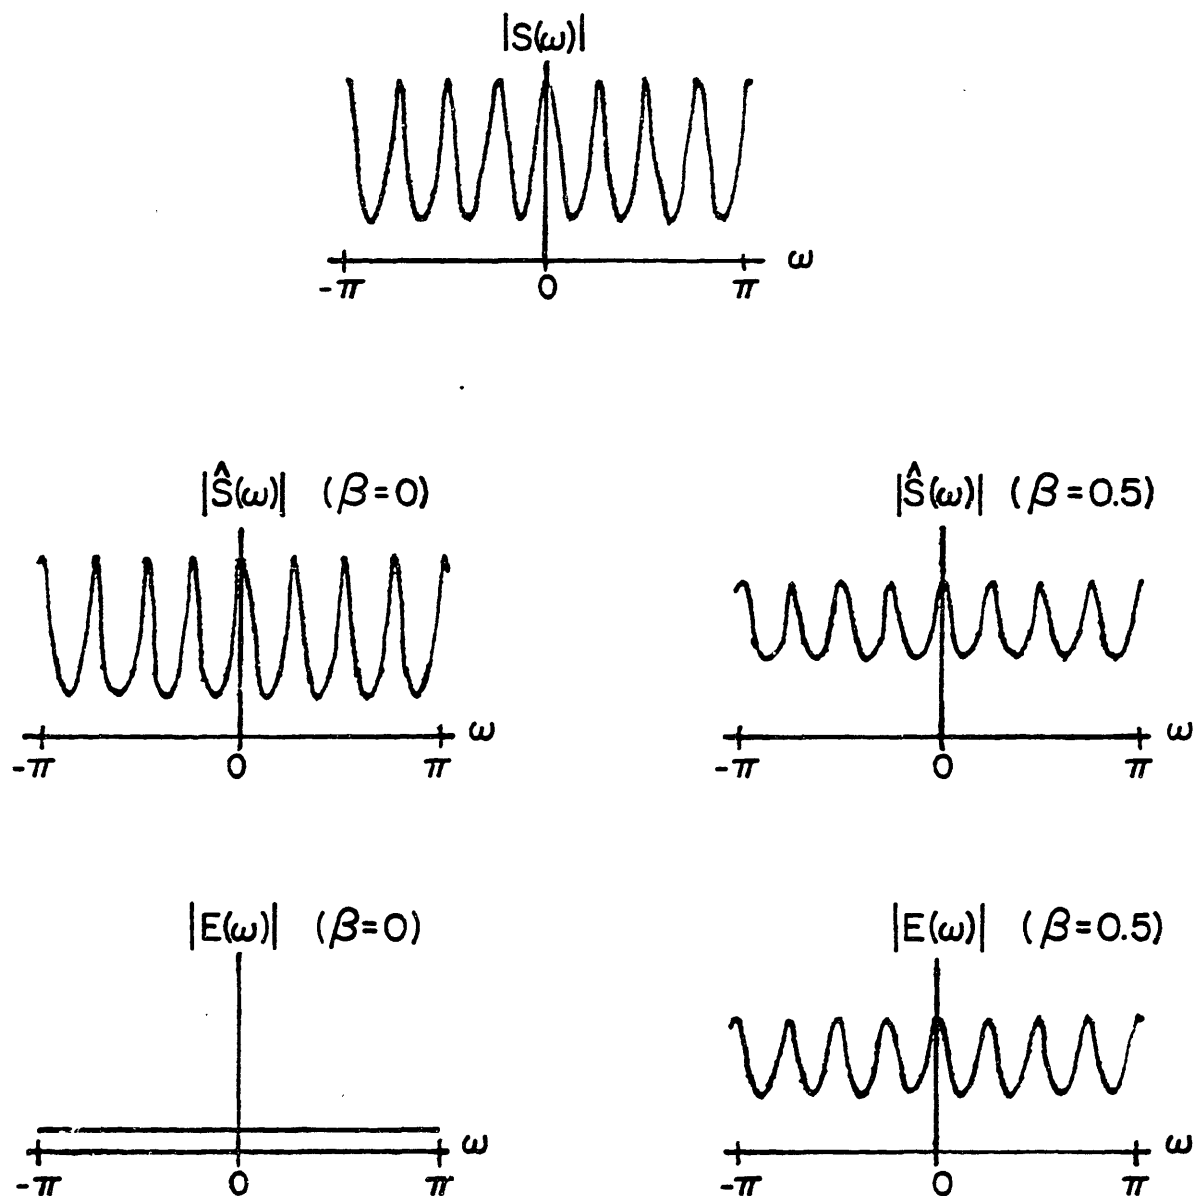 |S(ω)|
ω
-π 0 π
|Ŝ(ω)| (β=0)
|Ŝ(ω)| (β=0.5)
ω
-π 0 π
ω
-π 0 π
|E(ω)| (β=0)
|E(ω)| (β=0.5)
ω
-π 0 π
ω
-π 0 π